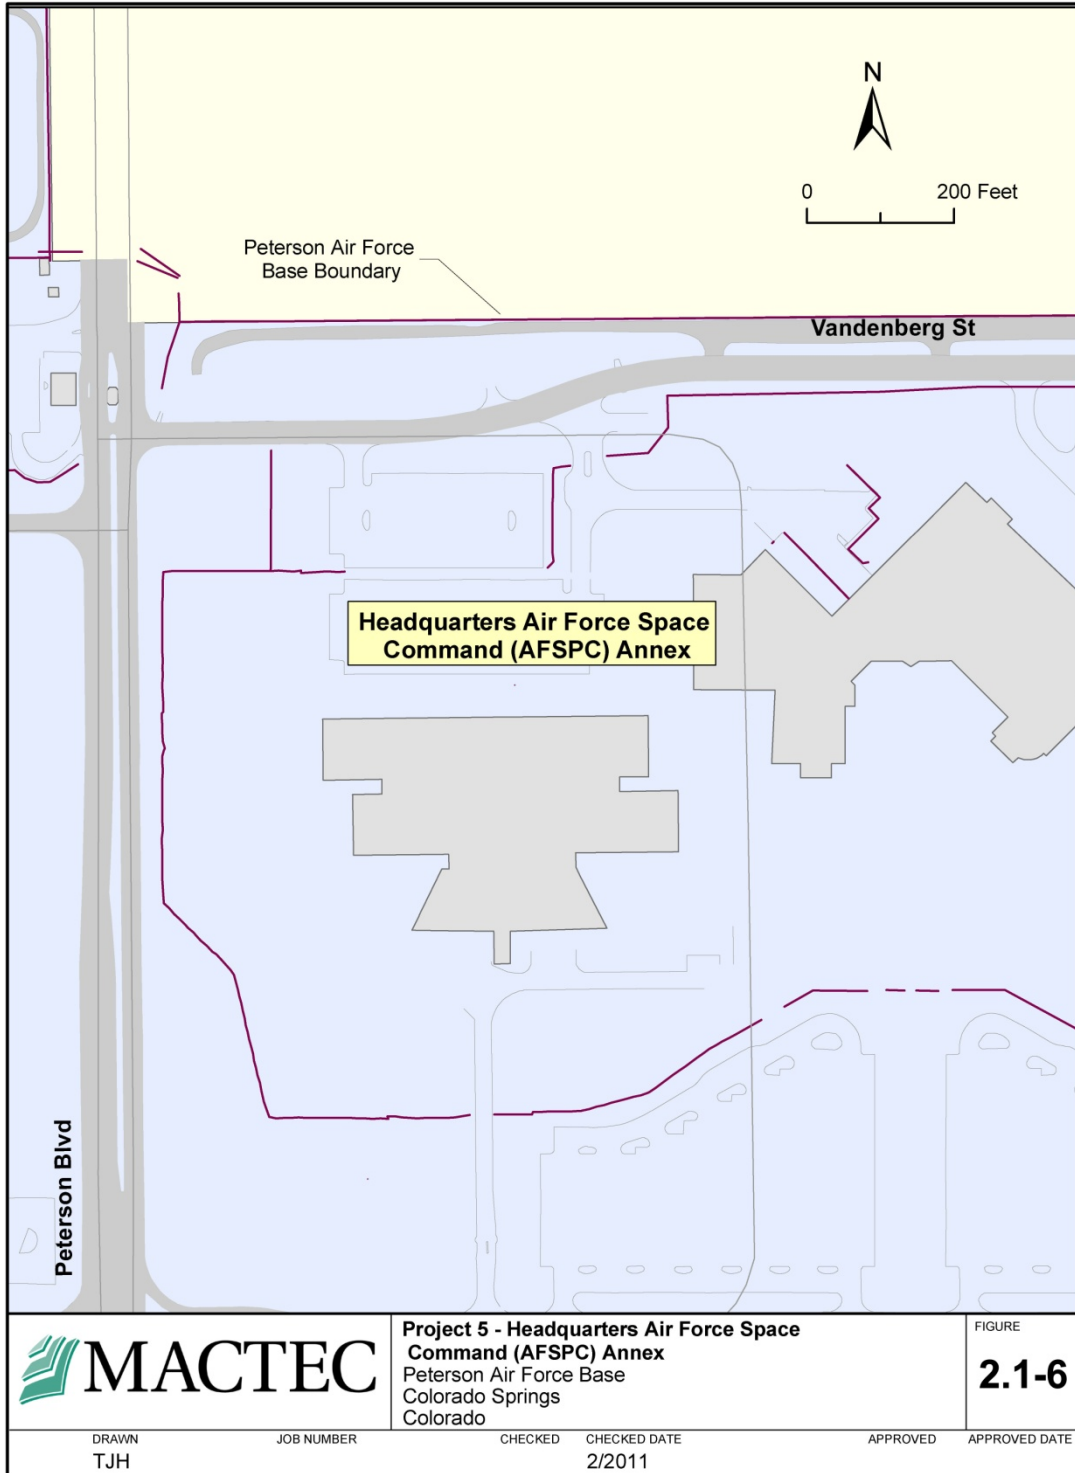 N
0 200 Feet
Peterson Air Force
Base Boundary
Vandenberg St
Headquarters Air Force Space
Command (AFSPC) Annex
Peterson Blvd
MACTEC
Project 5 - Headquarters Air Force Space
Command (AFSPC) Annex
Peterson Air Force Base
Colorado Springs
Colorado
FIGURE
2.1-6
DRAWN JOB NUMBER CHECKED CHECKED DATE APPROVED APPROVED DATE
TJH 2/2011